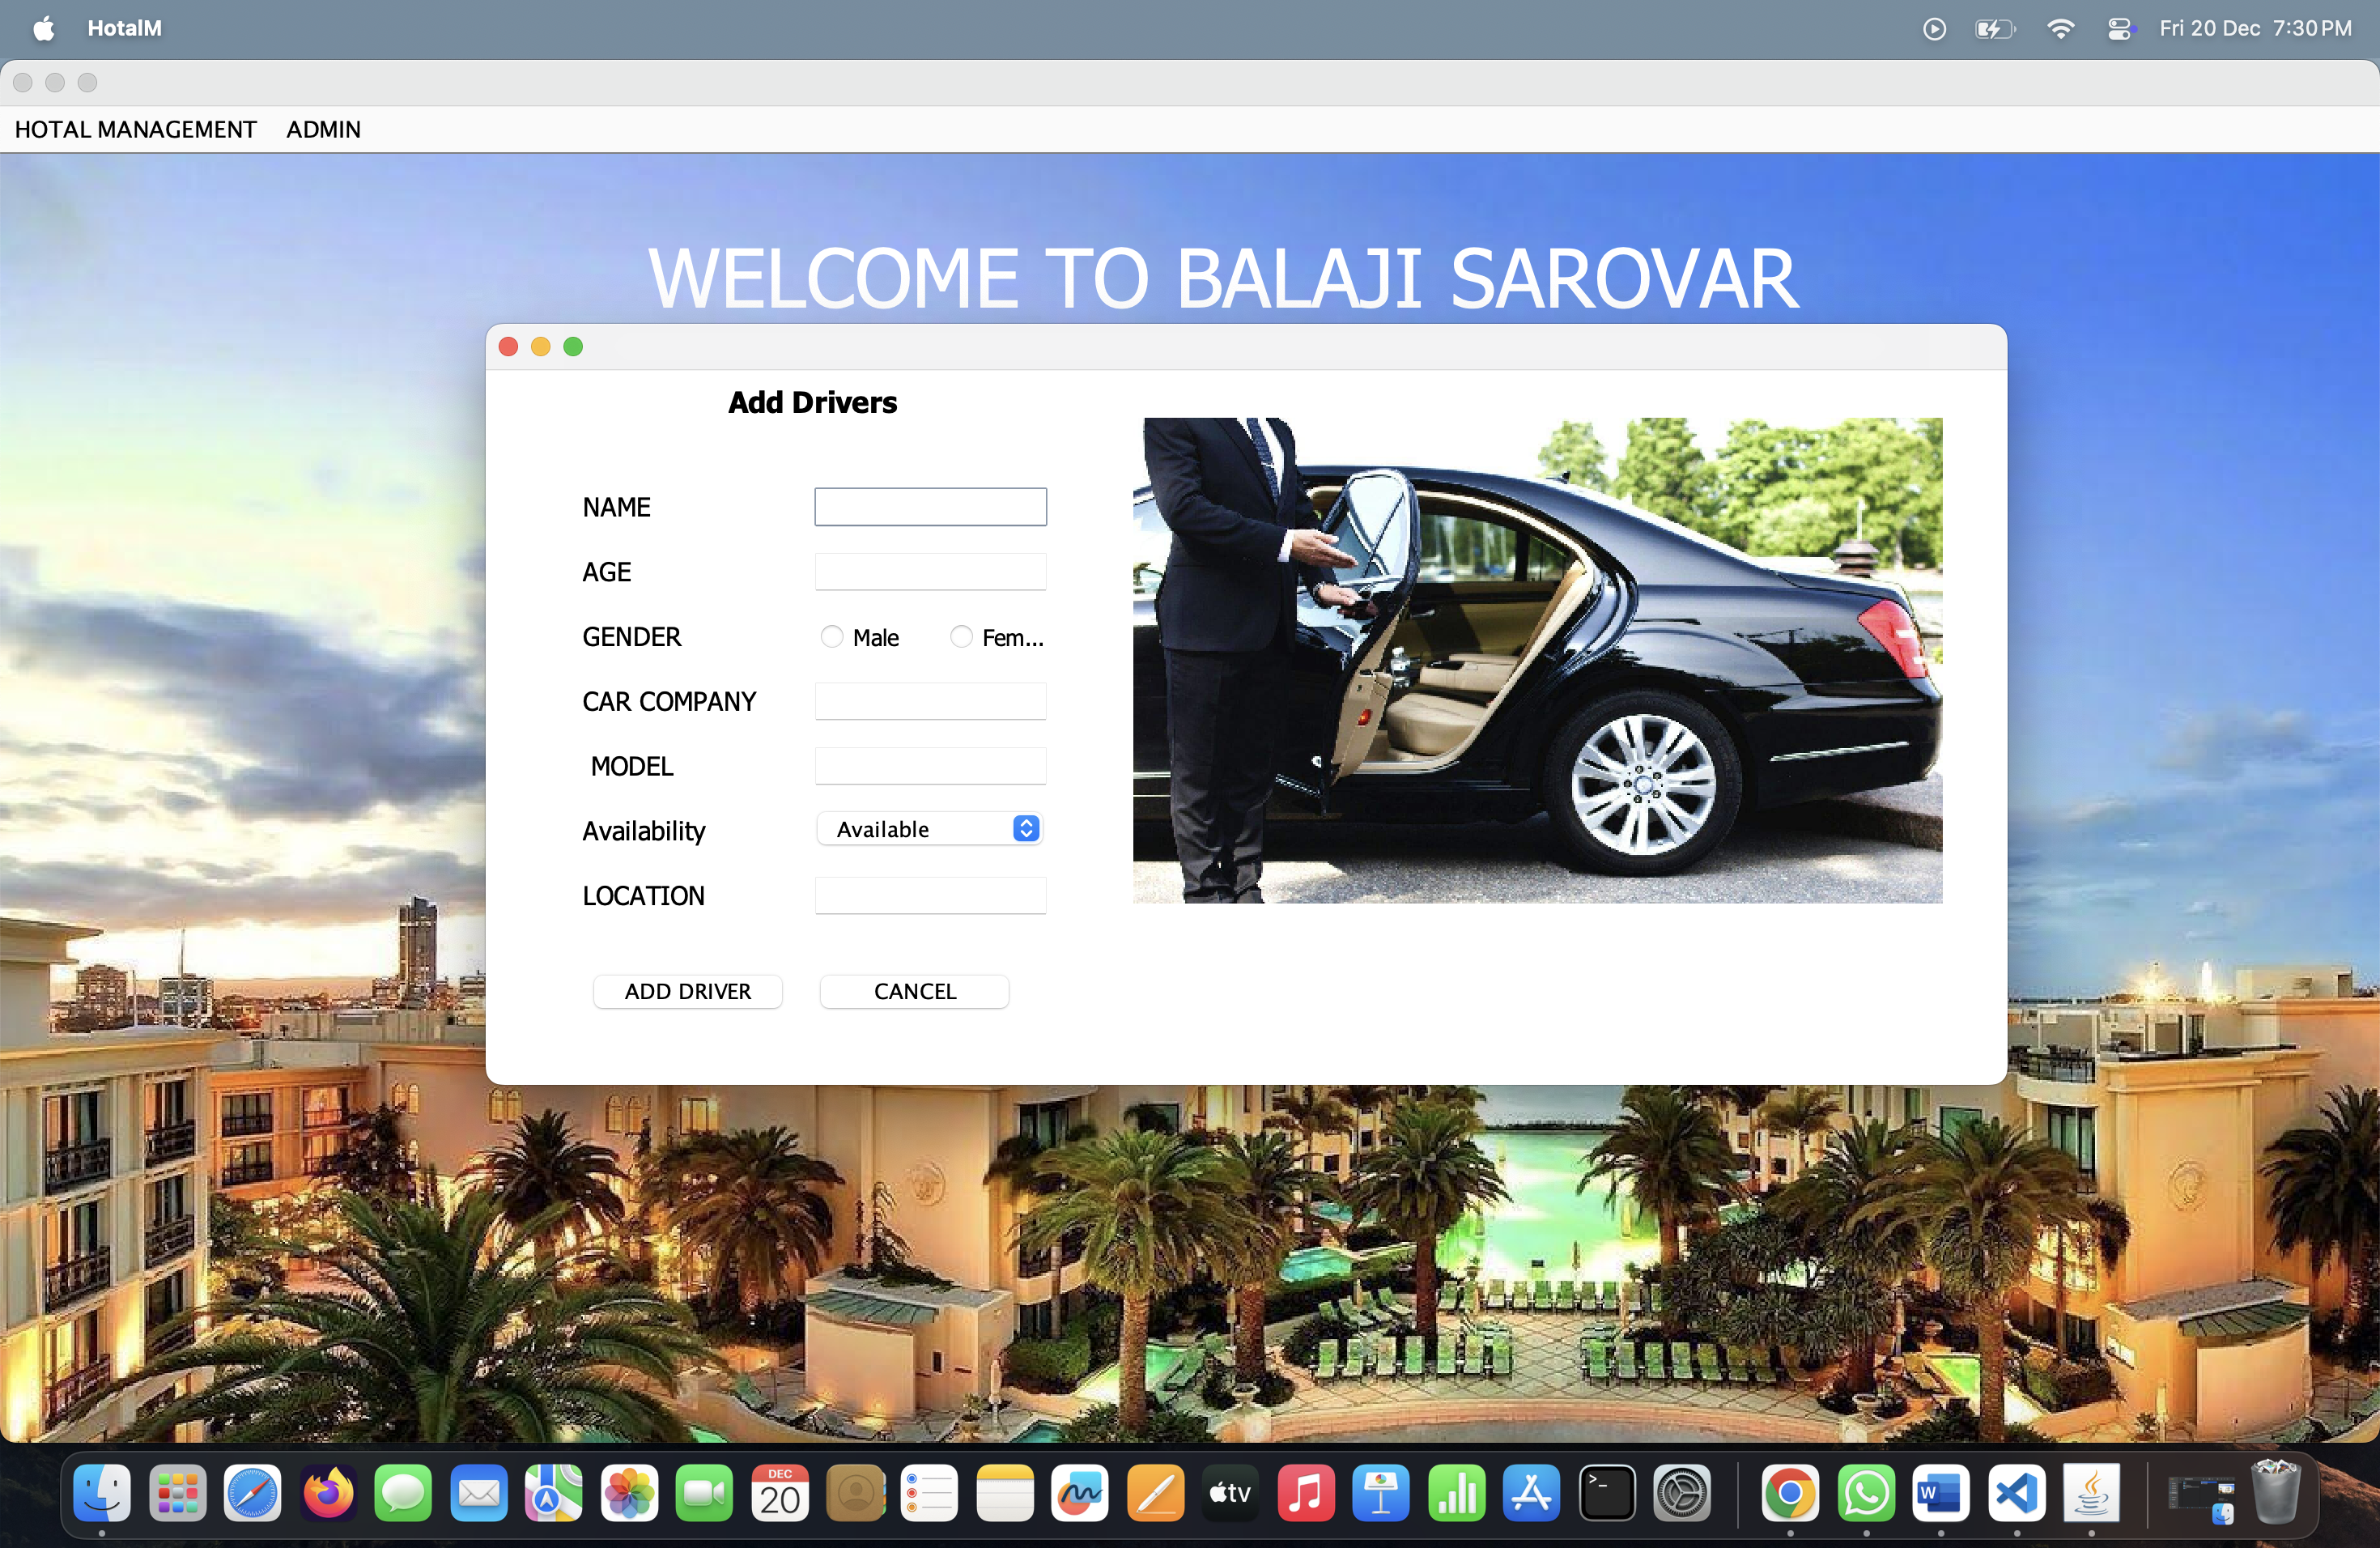 HotalM Fri 20 Dec 7:30 PM
HOTAL MANAGEMENT ADMIN
WELCOME TO BALAJI SAROVAR
Add Drivers
NAME
AGE
GENDER Male Fem...
CAR COMPANY
MODEL
Availability Available
LOCATION
ADD DRIVER CANCEL
DEC
20
tv
>_
W